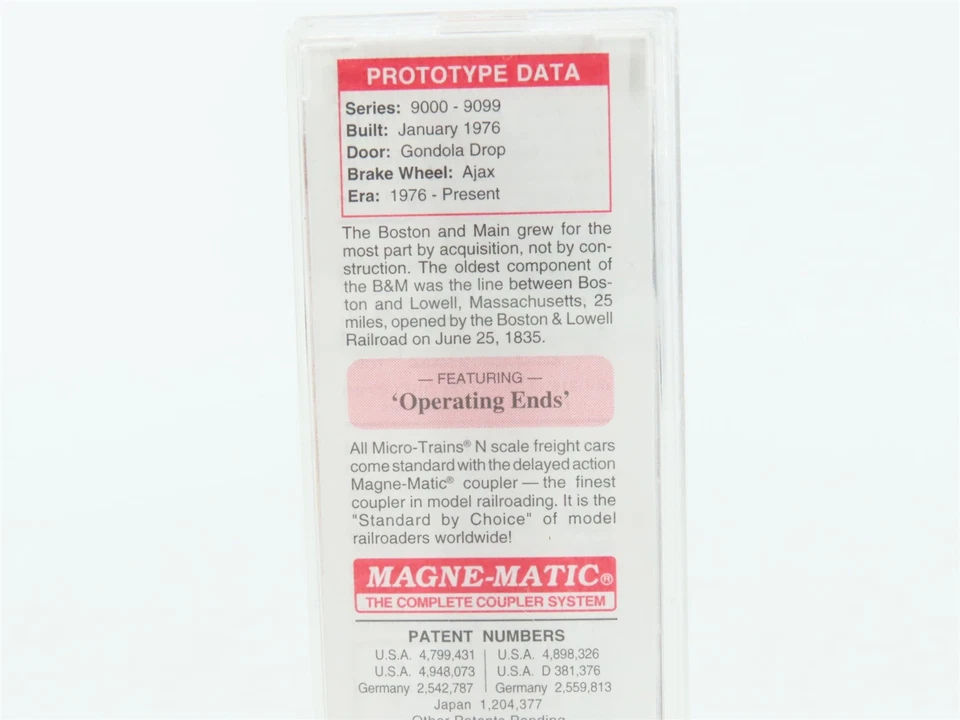 PROTOTYPE DATA
Series: 9000 - 9099
Built: January 1976
Door: Gondola Drop
Brake Wheel: Ajax
Era: 1976 - Present
The Boston and Main grew for the
most part by acquisition, not by con-
struction. The oldest component of
the B&M was the line between Bos-
ton and Lowell, Massachusetts, 25
miles, opened by the Boston & Lowell
Railroad on June 25, 1835.
— FEATURING —
‘Operating Ends’
All Micro-Trains® N scale freight cars
come standard with the delayed action
Magne-Matic® coupler — the finest
coupler in model railroading. It is the
"Standard by Choice" of model
railroaders worldwide!
MAGNE-MATIC®
THE COMPLETE COUPLER SYSTEM
PATENT NUMBERS
U.S.A. 4,799,431 | U.S.A. 4,898,326
U.S.A. 4,948,073 | U.S.A. D 381,376
Germany 2,542,787 | Germany 2,559,813
Japan 1,204,377
Other Patents Pending